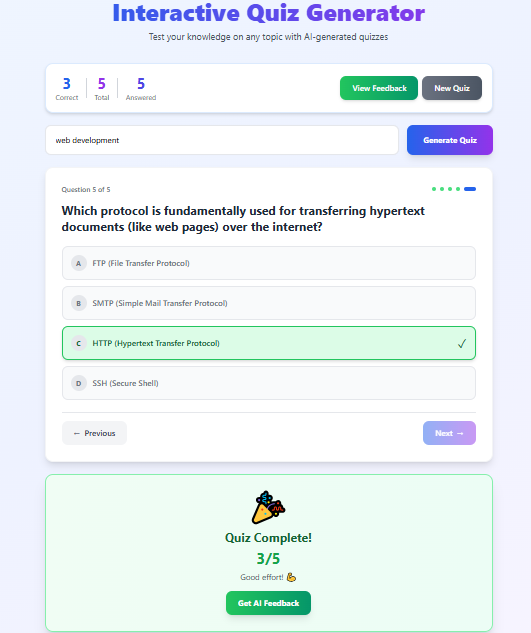 Interactive Quiz Generator
Test your knowledge on any topic with AI-generated quizzes
3 5 5
Correct Total Answered
View Feedback New Quiz
web development
Generate Quiz
Question 5 of 5
Which protocol is fundamentally used for transferring hypertext
documents (like web pages) over the internet?
A FTP (File Transfer Protocol)
B SMTP (Simple Mail Transfer Protocol)
C HTTP (Hypertext Transfer Protocol) ✓
D SSH (Secure Shell)
← Previous Next →
Quiz Complete!
3/5
Good effort! 💪
Get AI Feedback